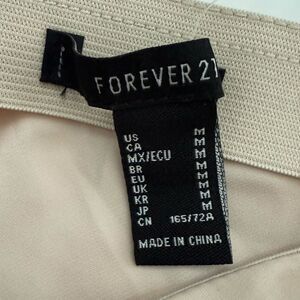 FOREVER 21
US M
CA M
MX/ECU M
BR M
EU M
UK M
KR M
JP M
CN 165/72A
MADE IN CHINA